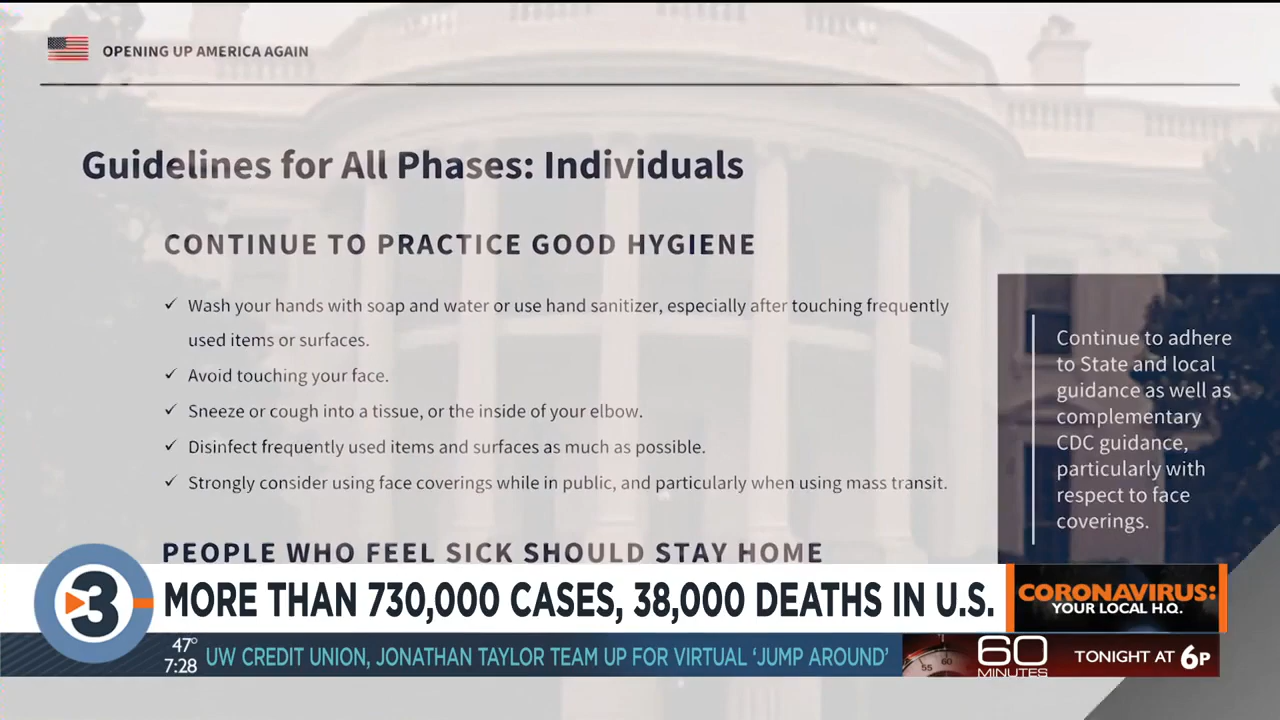 OPENING UP AMERICA AGAIN
Guidelines for All Phases: Individuals
CONTINUE TO PRACTICE GOOD HYGIENE
✓ Wash your hands with soap and water or use hand sanitizer, especially after touching frequently
used items or surfaces.
✓ Avoid touching your face.
✓ Sneeze or cough into a tissue, or the inside of your elbow.
✓ Disinfect frequently used items and surfaces as much as possible.
✓ Strongly consider using face coverings while in public, and particularly when using mass transit.
PEOPLE WHO FEEL SICK SHOULD STAY HOME
Continue to adhere
to State and local
guidance as well as
complementary
CDC guidance,
particularly with
respect to face
coverings.
3
MORE THAN 730,000 CASES, 38,000 DEATHS IN U.S.
CORONAVIRUS:
YOUR LOCAL H.Q.
47°
7:28
UW CREDIT UNION, JONATHAN TAYLOR TEAM UP FOR VIRTUAL 'JUMP AROUND'
55 60
60
MINUTES
TONIGHT AT 6P